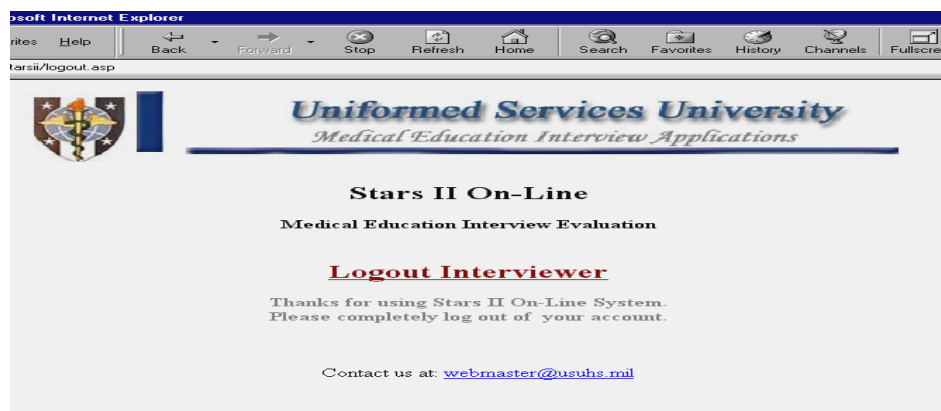 osoft Internet Explorer
rites Help Back Forward Stop Refresh Home Search Favorites History Channels Fullscre
tarsii/logout.asp
Uniformed Services University
Medical Education Interview Applications
Stars II On-Line
Medical Education Interview Evaluation
Logout Interviewer
Thanks for using Stars II On-Line System.
Please completely log out of your account.
Contact us at: webmaster@usuhs.mil